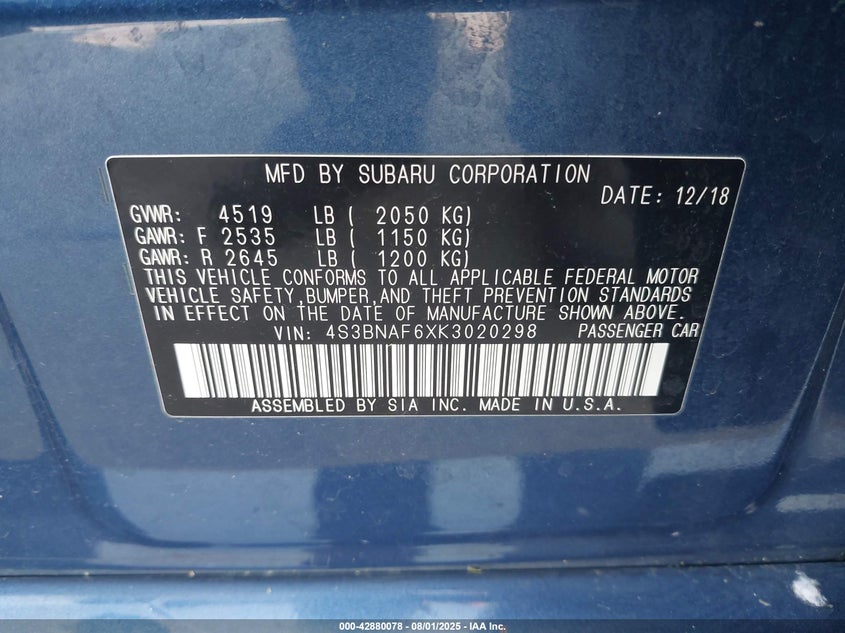 MFD BY SUBARU CORPORATION
DATE: 12/18
GVWR: 4519 LB ( 2050 KG)
GAWR: F 2535 LB ( 1150 KG)
GAWR: R 2645 LB ( 1200 KG)
THIS VEHICLE CONFORMS TO ALL APPLICABLE FEDERAL MOTOR
VEHICLE SAFETY,BUMPER,AND THEFT PREVENTION STANDARDS
IN EFFECT ON THE DATE OF MANUFACTURE SHOWN ABOVE.
VIN: 4S3BNAF6XK3020298 PASSENGER CAR
ASSEMBLED BY SIA INC. MADE IN U.S.A.
000-42880078 - 08/01/2025 - IAA Inc.